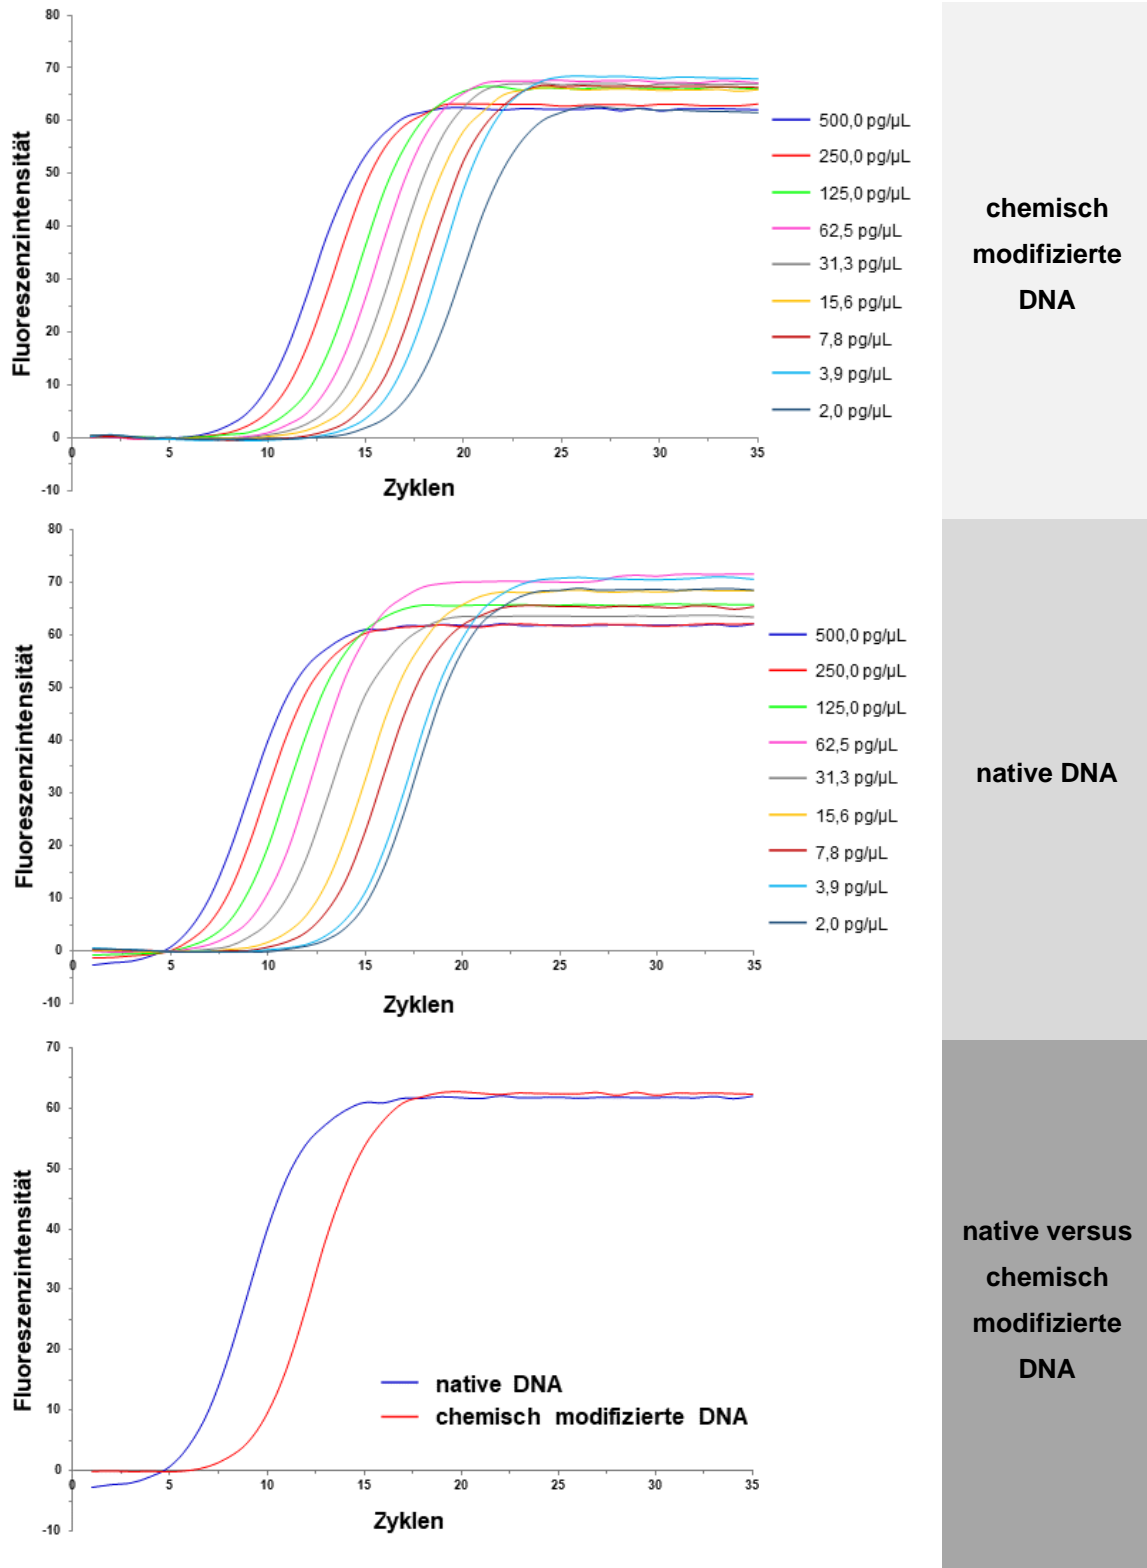 80
70
60
50
40
30
20
10
0
-10
0
5
10
15
20
25
30
35
Fluoreszenzintensität
Zyklen
500,0 pg/µL
250,0 pg/µL
125,0 pg/µL
62,5 pg/µL
31,3 pg/µL
15,6 pg/µL
7,8 pg/µL
3,9 pg/µL
2,0 pg/µL
chemisch
modifizierte
DNA
80
70
60
50
40
30
20
10
0
-10
0
5
10
15
20
25
30
35
Fluoreszenzintensität
Zyklen
500,0 pg/µL
250,0 pg/µL
125,0 pg/µL
62,5 pg/µL
31,3 pg/µL
15,6 pg/µL
7,8 pg/µL
3,9 pg/µL
2,0 pg/µL
native DNA
70
60
50
40
30
20
10
0
-10
0
5
10
15
20
25
30
35
Fluoreszenzintensität
Zyklen
native DNA
chemisch modifizierte DNA
native versus
chemisch
modifizierte
DNA